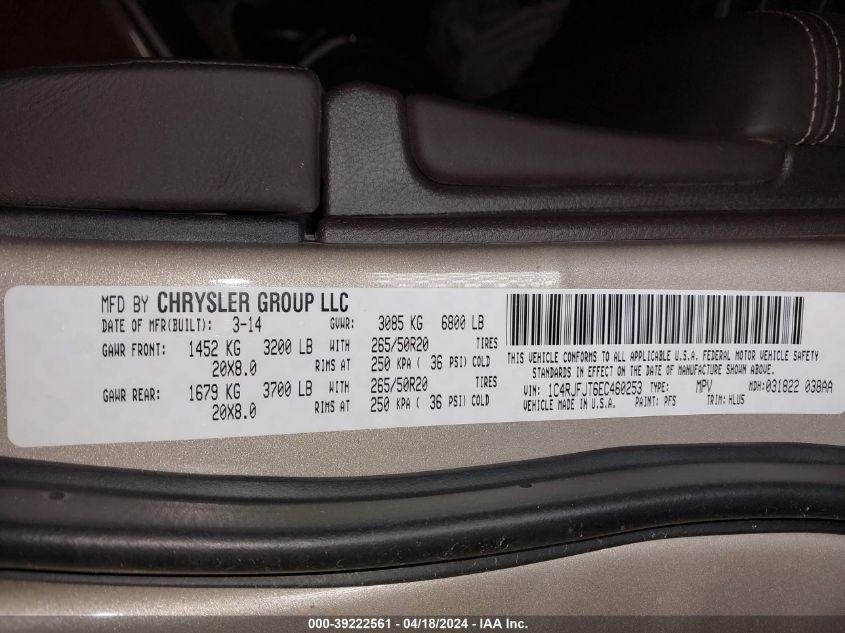 MFD BY CHRYSLER GROUP LLC
DATE OF MFR(BUILT): 3-14 GVWR: 3085 KG 6800 LB
GAWR FRONT: 1452 KG 3200 LB WITH 265/50R20 TIRES
20X8.0 RIMS AT 250 KPA ( 36 PSI) COLD
GAWR REAR: 1679 KG 3700 LB WITH 265/50R20 TIRES
20X8.0 RIMS AT 250 KPA ( 36 PSI) COLD
THIS VEHICLE CONFORMS TO ALL APPLICABLE U.S.A. FEDERAL MOTOR VEHICLE SAFETY
STANDARDS IN EFFECT ON THE DATE OF MANUFACTURE SHOWN ABOVE.
VIN: 1C4RJFJT6EC460253 TYPE: MPV MDH:031822 038AA
VEHICLE MADE IN U.S.A. PAINT: PFS TRIM: HLU5
000-39222561 - 04/18/2024 - IAA Inc.